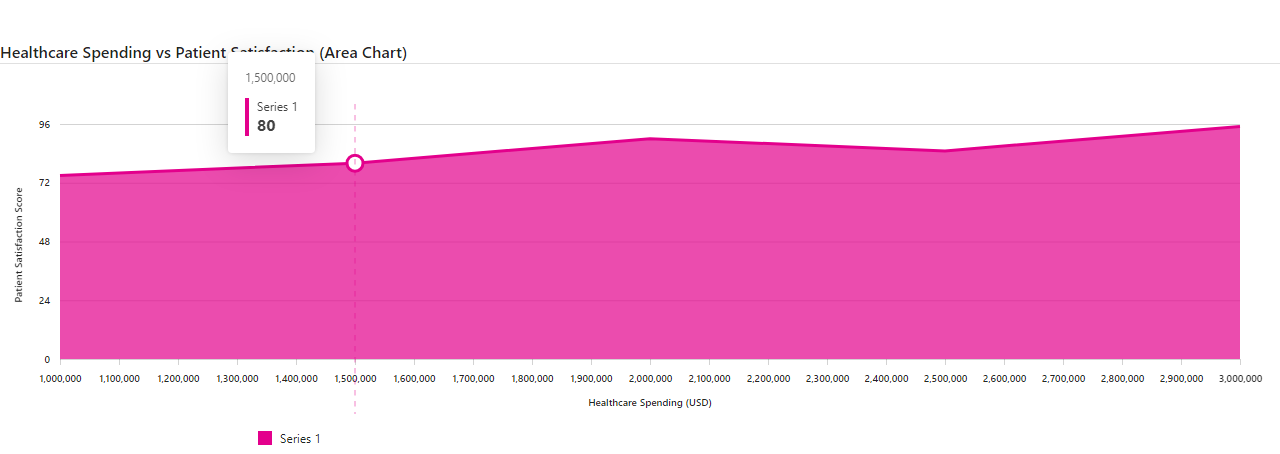 Healthcare Spending vs Patient Satisfaction (Area Chart)
1,500,000
Series 1
80
96
72
48
24
0
Patient Satisfaction Score
1,000,000 1,100,000 1,200,000 1,300,000 1,400,000 1,500,000 1,600,000 1,700,000 1,800,000 1,900,000 2,000,000 2,100,000 2,200,000 2,300,000 2,400,000 2,500,000 2,600,000 2,700,000 2,800,000 2,900,000 3,000,000
Healthcare Spending (USD)
Series 1